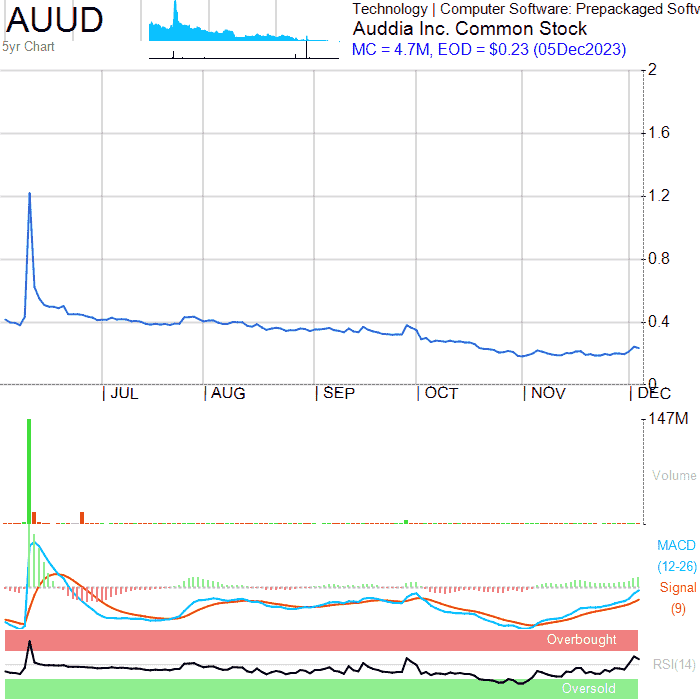 AUUD
5yr Chart
Technology | Computer Software: Prepackaged Softw
Auddia Inc. Common Stock
MC = 4.7M, EOD = $0.23 (05Dec2023)
2
1.6
1.2
0.8
0.4
0
JUL AUG SEP OCT NOV DEC
147M
Volume
MACD
(12-26)
Signal
(9)
Overbought
RSI(14)
Oversold